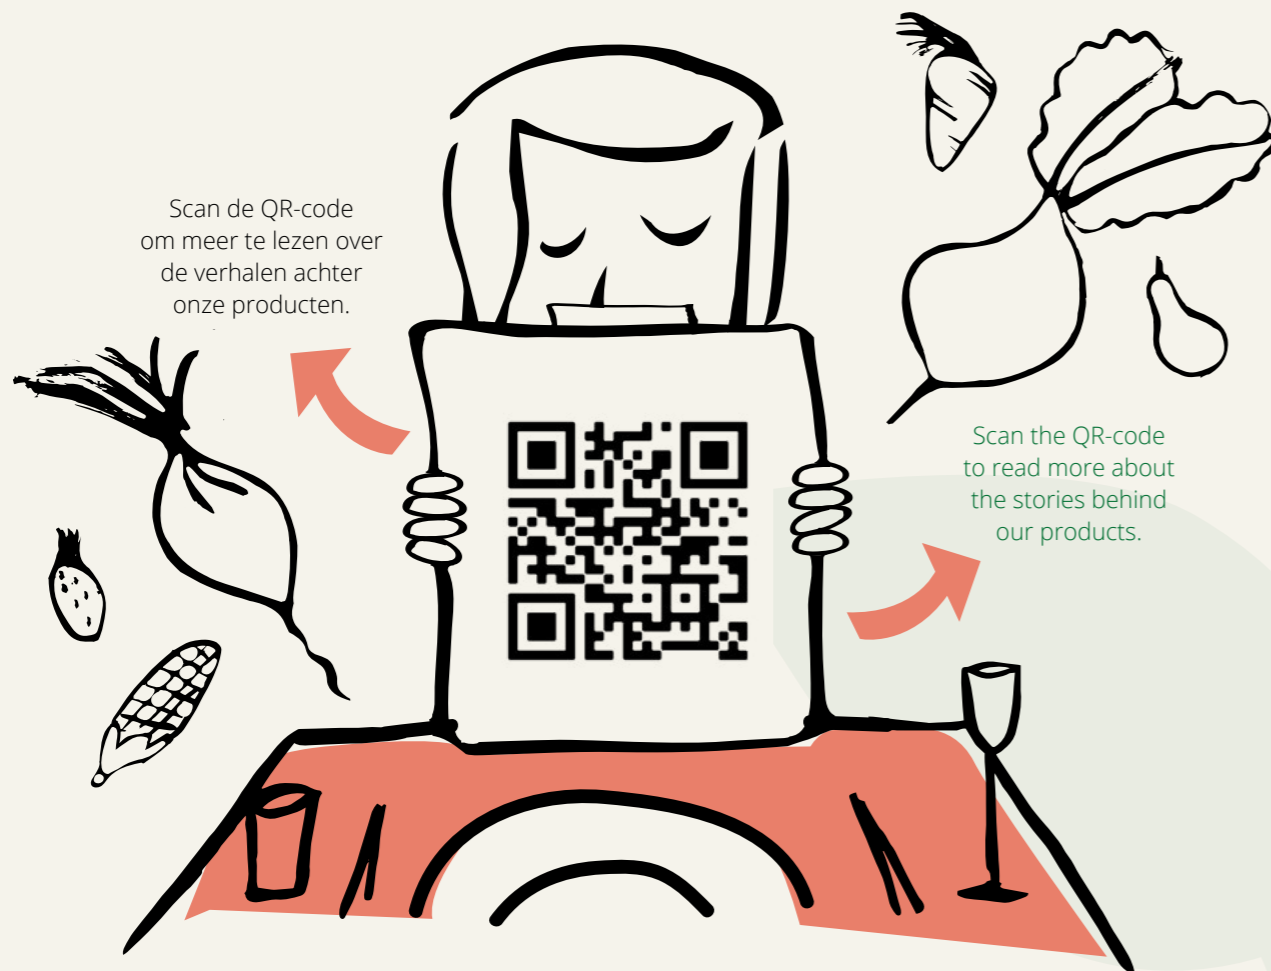 Scan de QR-code
om meer te lezen over
de verhalen achter
onze producten.
Scan the QR-code
to read more about
the stories behind
our products.